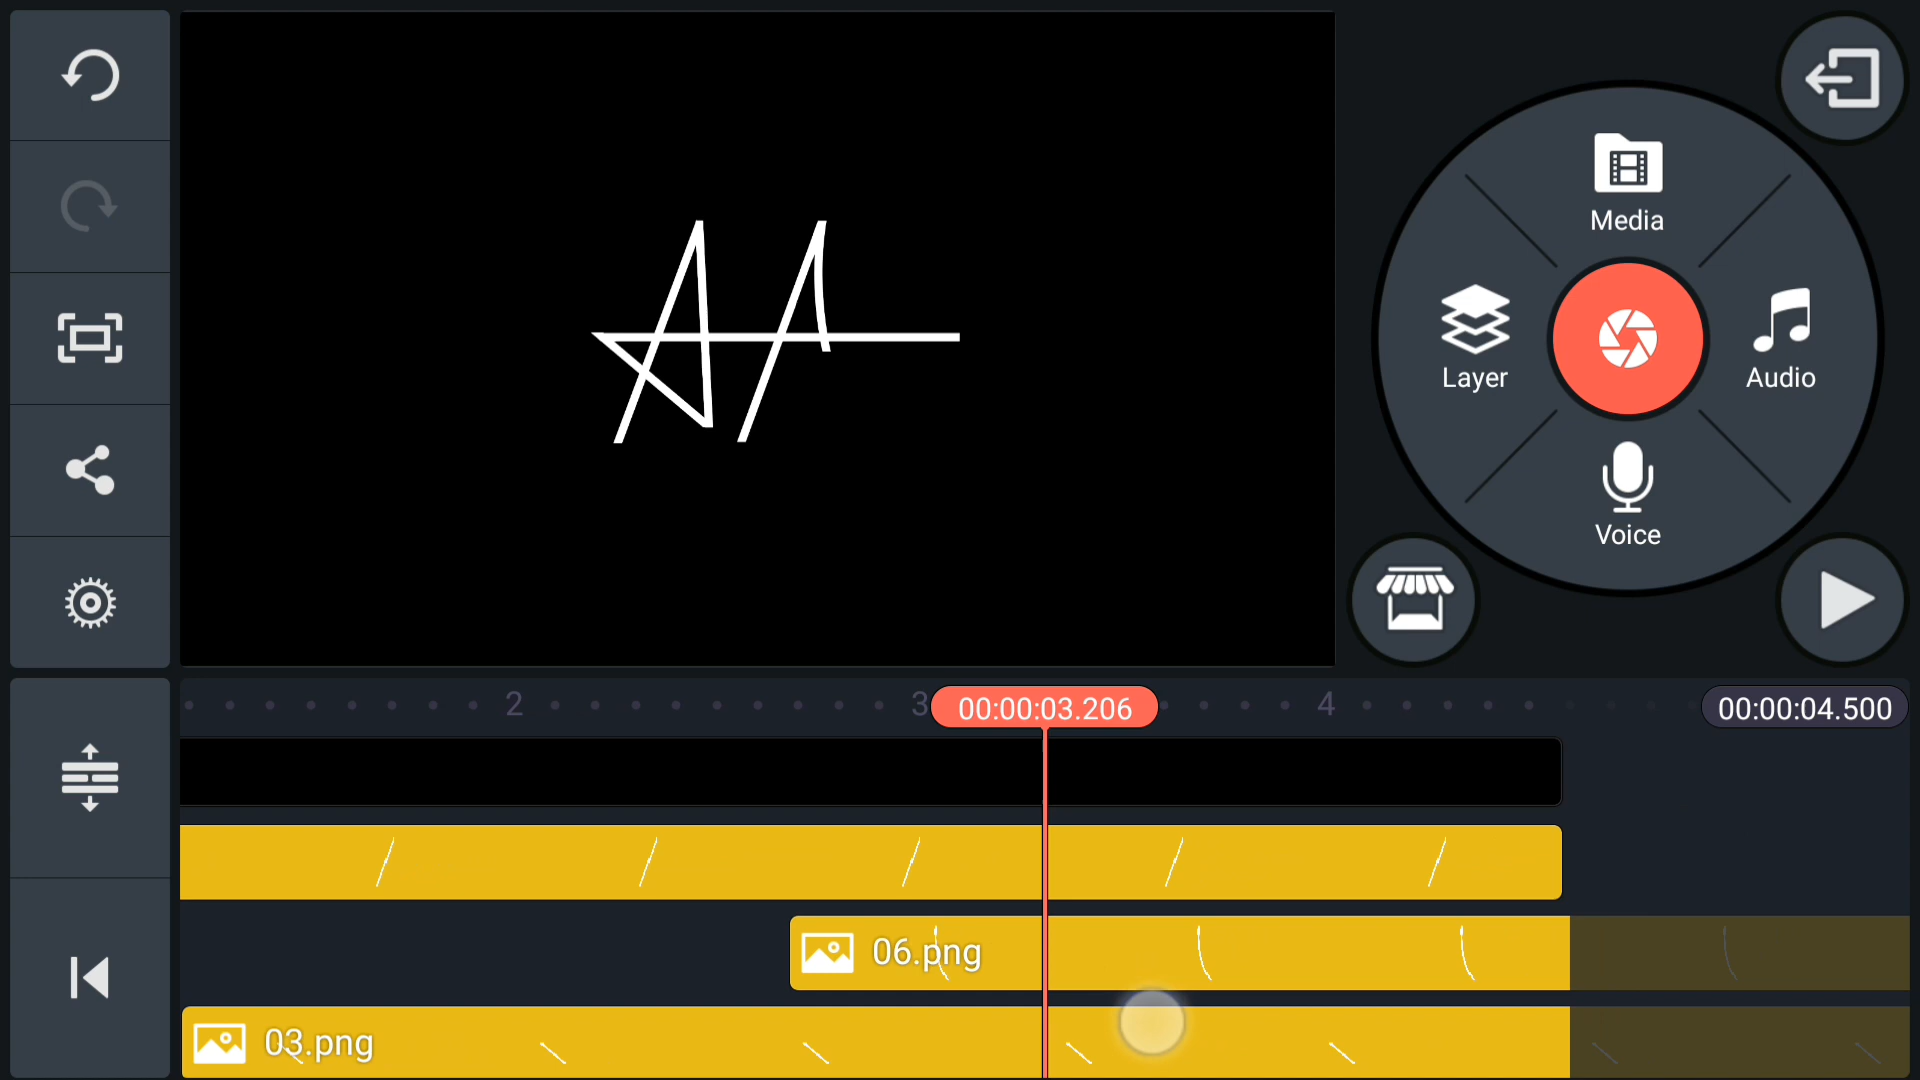 Media
Layer
Audio
Voice
2
3
00:00:03.206
4
00:00:04.500
06.png
03.png